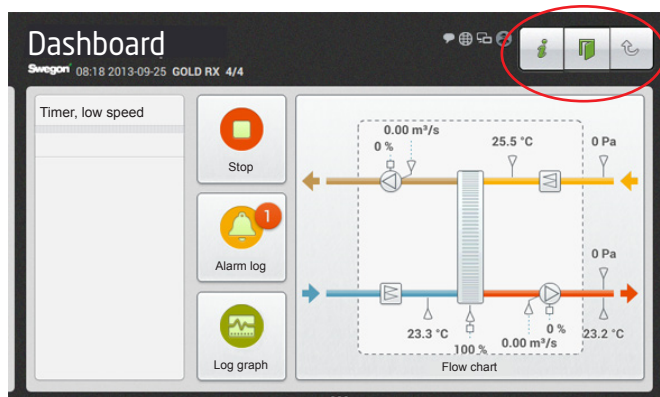 Dashboard
Swegon 08:18 2013-09-25 GOLD RX 4/4
Timer, low speed
Stop
1
Alarm log
Log graph
0.00 m³/s
0 %
25.5 °C
0 Pa
0 Pa
23.3 °C
100 %
0.00 m³/s
0 %
23.2 °C
Flow chart